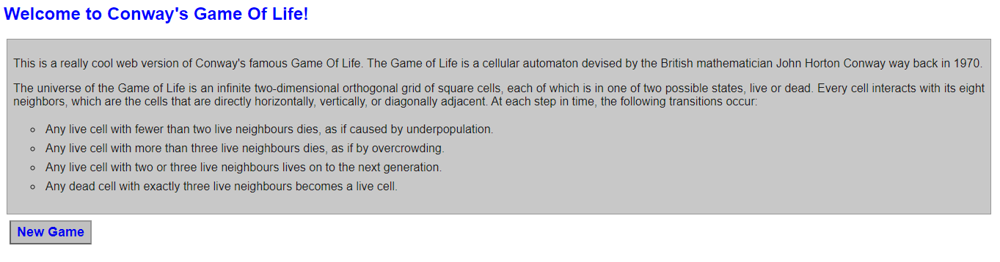 Welcome to Conway's Game Of Life!
This is a really cool web version of Conway's famous Game Of Life. The Game of Life is a cellular automaton devised by the British mathematician John Horton Conway way back in 1970.
The universe of the Game of Life is an infinite two-dimensional orthogonal grid of square cells, each of which is in one of two possible states, live or dead. Every cell interacts with its eight
neighbors, which are the cells that are directly horizontally, vertically, or diagonally adjacent. At each step in time, the following transitions occur:
Any live cell with fewer than two live neighbours dies, as if caused by underpopulation.
Any live cell with more than three live neighbours dies, as if by overcrowding.
Any live cell with two or three live neighbours lives on to the next generation.
Any dead cell with exactly three live neighbours becomes a live cell.
New Game